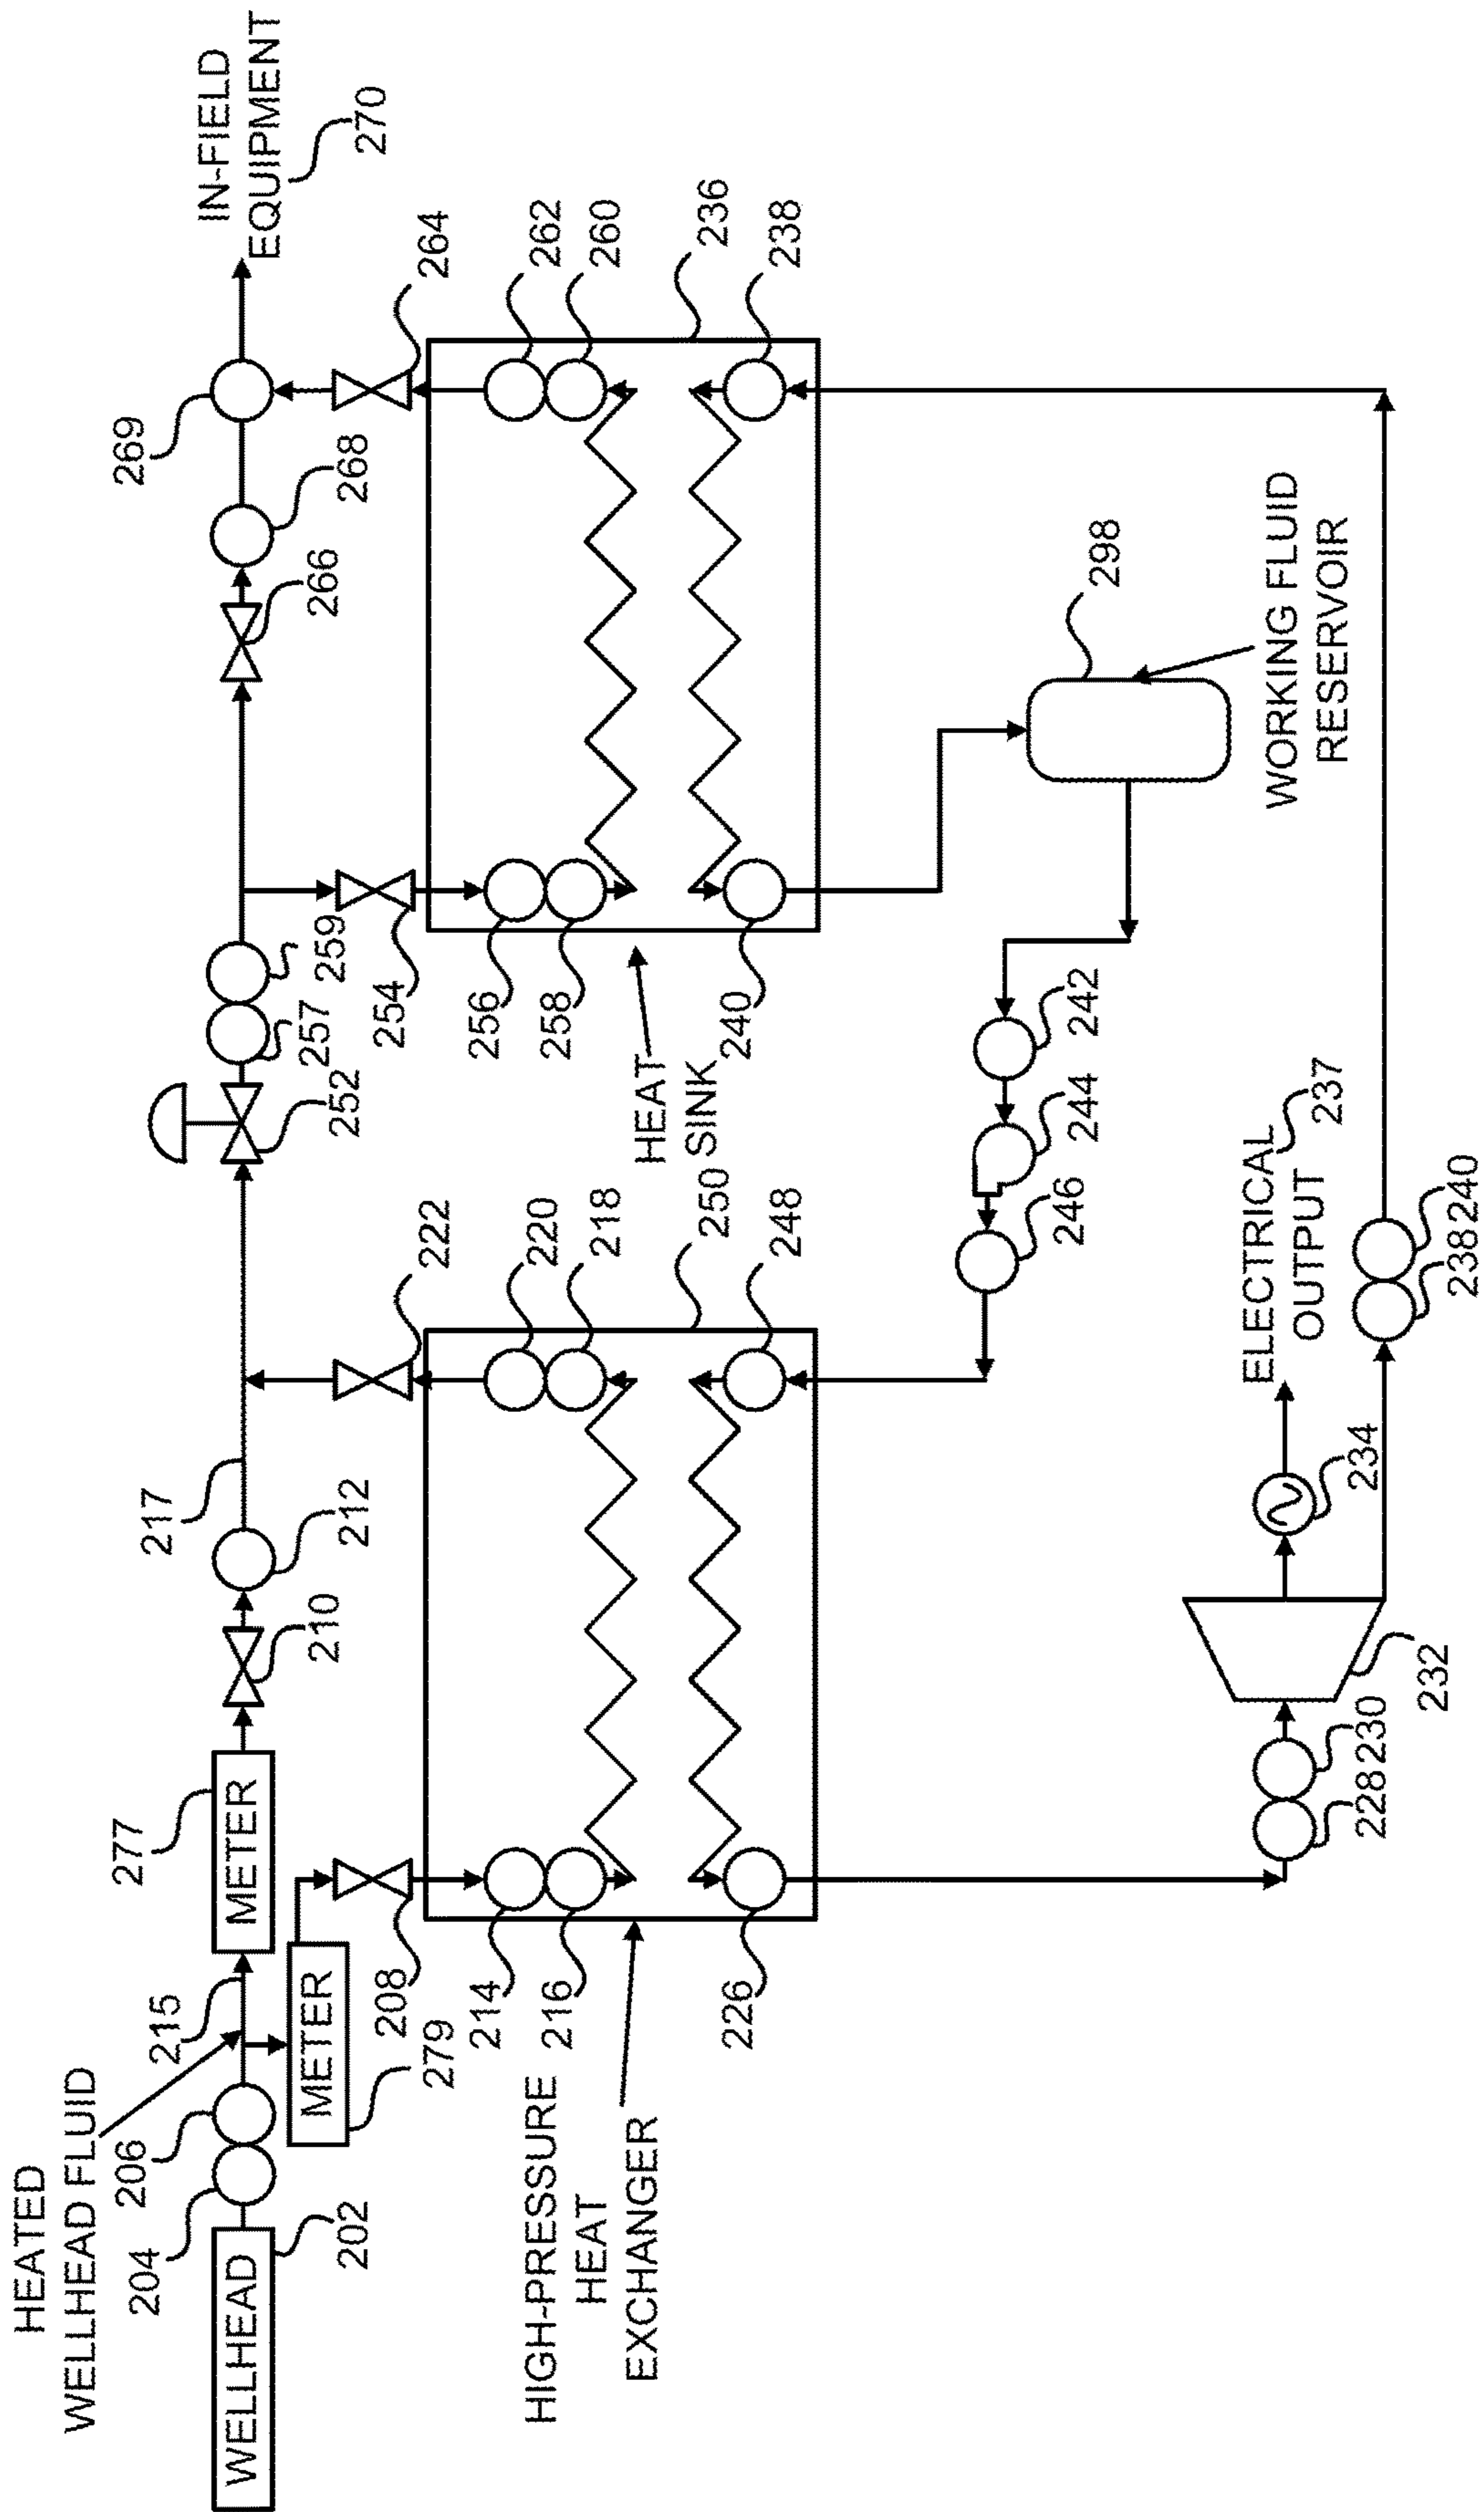 HEATED
WELLHEAD FLUID
WELLHEAD
202
204
206
215
METER
277
METER
279
208
210
212
217
222
252
257
259
254
266
268
269
264
IN-FIELD
EQUIPMENT
270
HIGH-PRESSURE
HEAT
EXCHANGER
214
216
226
220
218
250
248
HEAT
SINK
256
258
240
262
260
236
238
246
244
242
298
WORKING FLUID
RESERVOIR
228
230
232
234
ELECTRICAL
OUTPUT
237
238
240